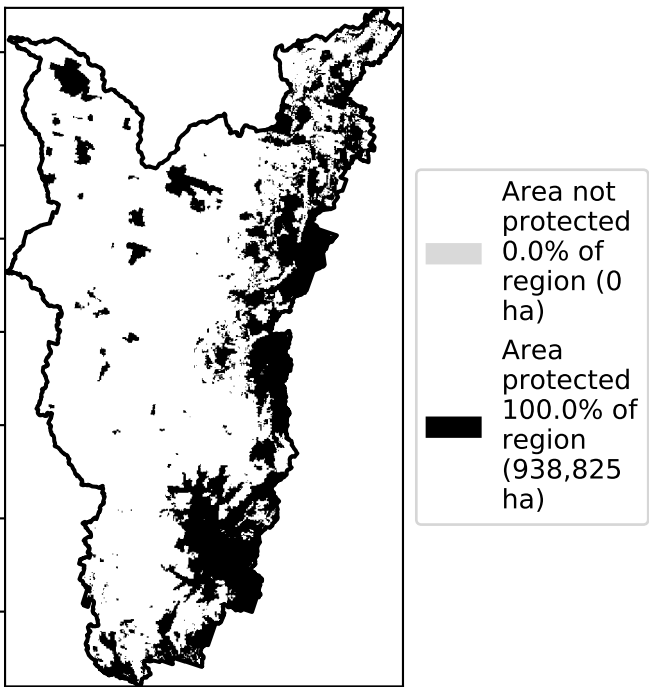 Area not
protected
0.0% of
region (0
ha)
Area
protected
100.0% of
region
(938,825
ha)